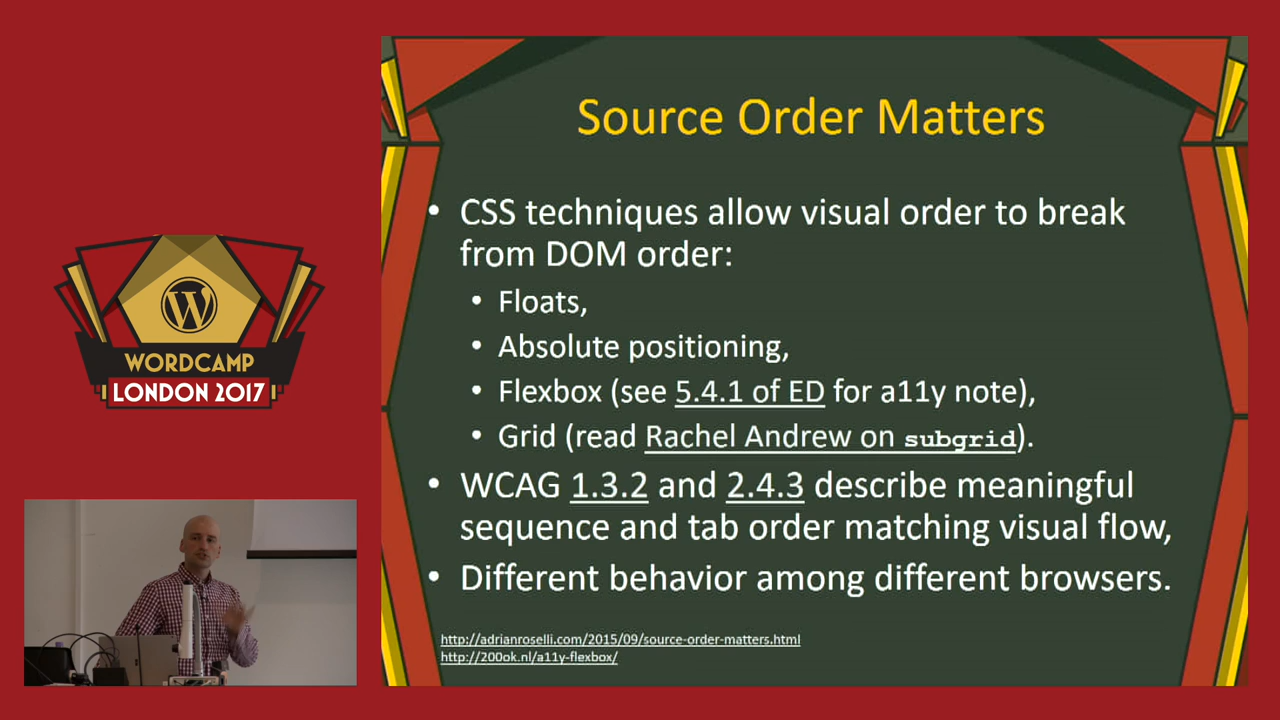 WORDCAMP
LONDON 2017
Source Order Matters
• CSS techniques allow visual order to break
from DOM order:
• Floats,
• Absolute positioning,
• Flexbox (see 5.4.1 of ED for a11y note),
• Grid (read Rachel Andrew on subgrid).
• WCAG 1.3.2 and 2.4.3 describe meaningful
sequence and tab order matching visual flow,
• Different behavior among different browsers.
http://adrianroselli.com/2015/09/source-order-matters.html
http://200ok.nl/a11y-flexbox/